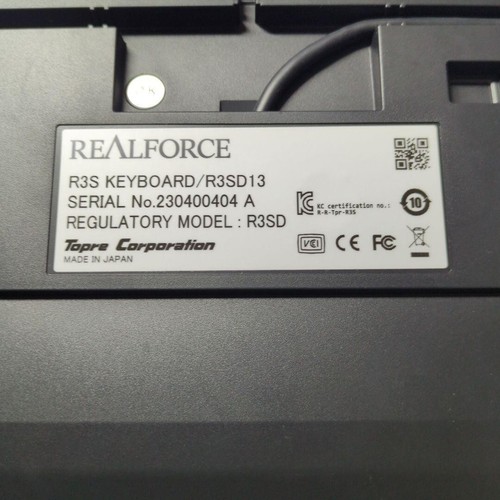 REALFORCE
R3S KEYBOARD/R3SD13
SERIAL No.230400404 A
REGULATORY MODEL : R3SD
Topre Corporation
MADE IN JAPAN
KC certification no.:
R-R-Tpr-R3S
10
VCI
CE FC